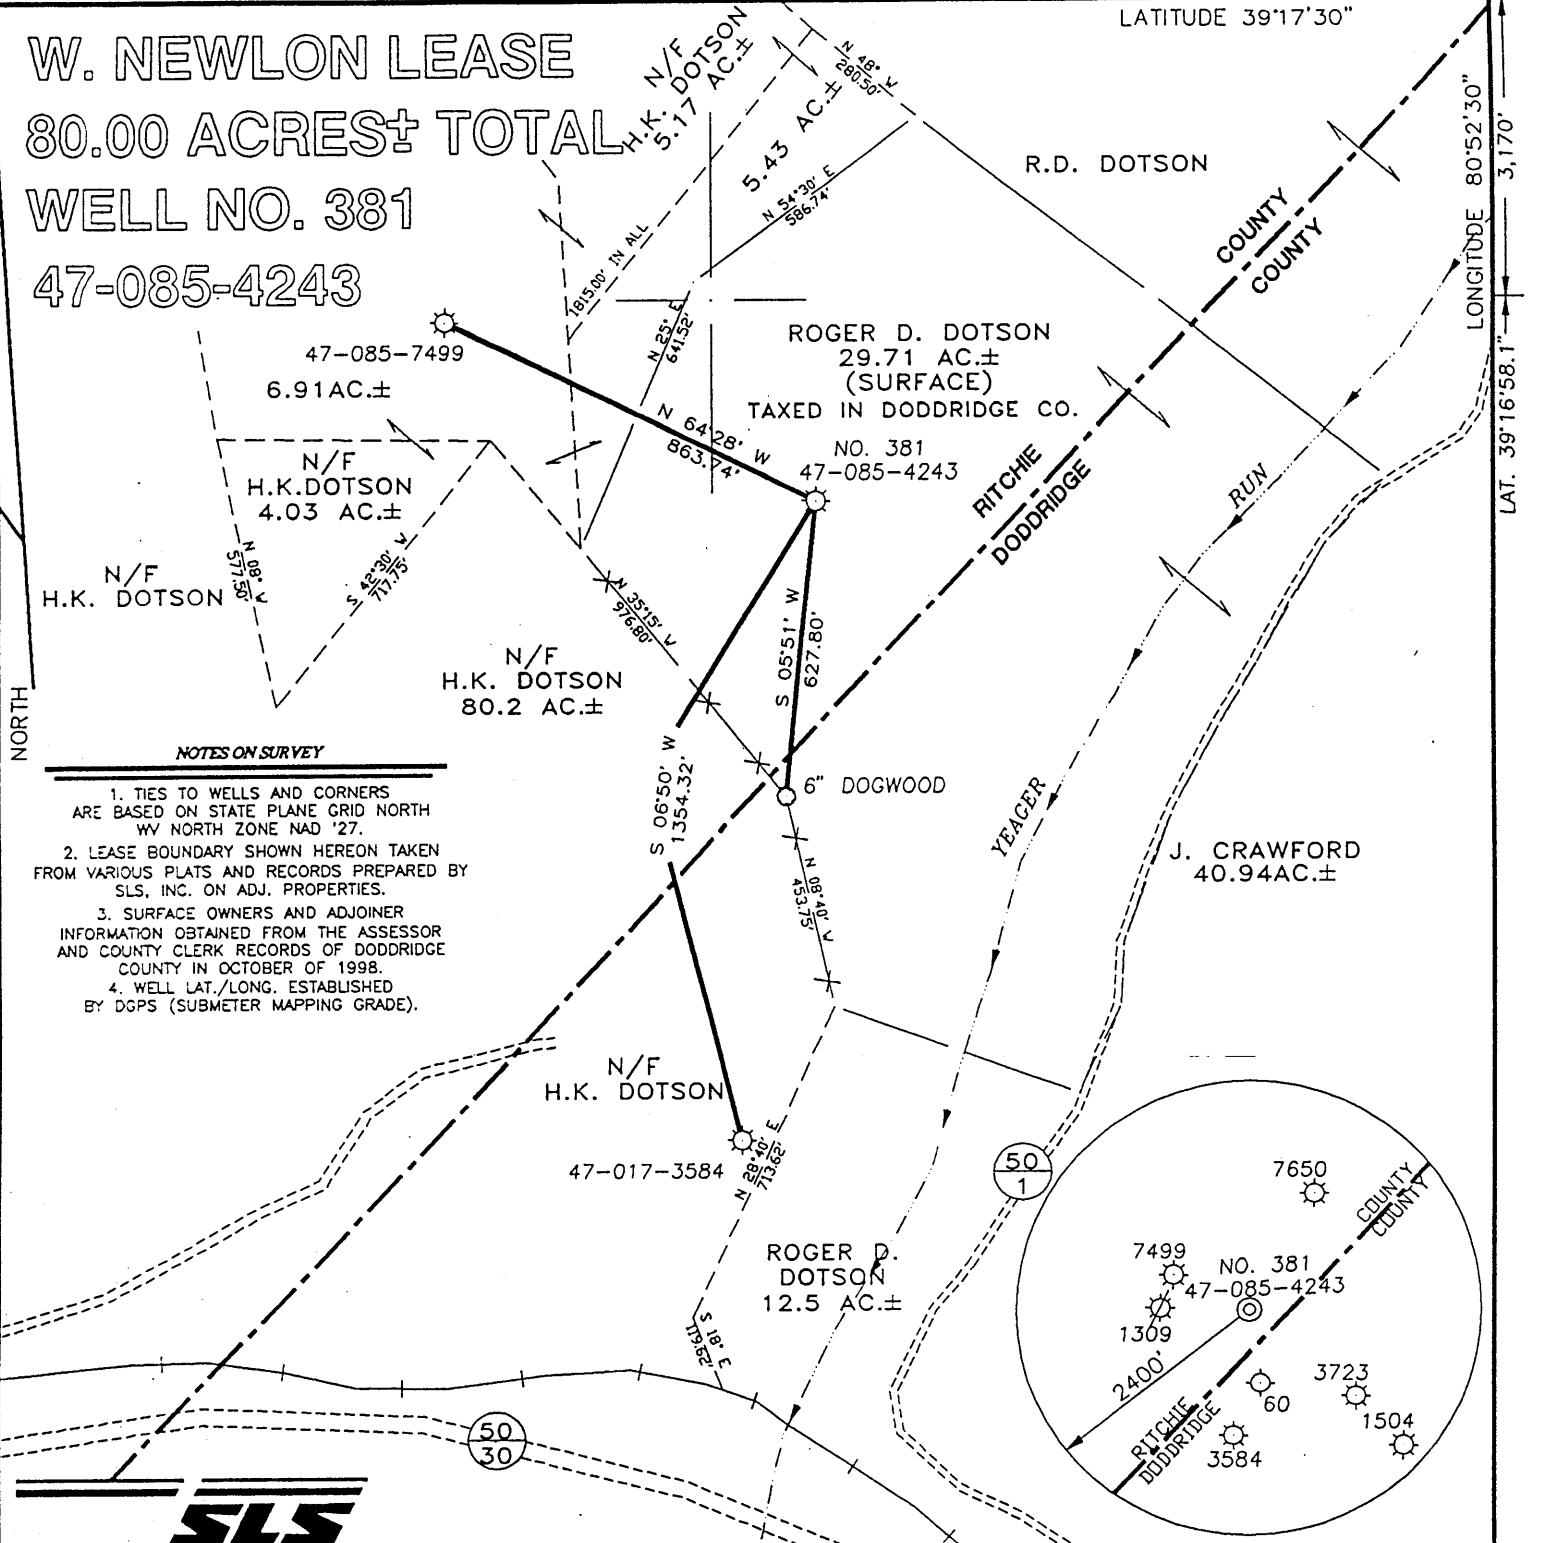 LATITUDE 39°17'30"
W. NEWLON LEASE
80.00 ACRES± TOTAL
WELL NO. 381
47-085-4243
N/F
H.K. DOTSON
5.17 AC.±
5.43 AC.±
N 48° W
280.50'
N 54°30' E
586.74'
1815.00' IN ALL
N 25° E
641.52'
R.D. DOTSON
COUNTY
COUNTY
LONGITUDE 80°52'30"
3,170'
LAT. 39°16'58.1"
47-085-7499
6.91AC.±
ROGER D. DOTSON
29.71 AC.±
(SURFACE)
TAXED IN DODDRIDGE CO.
N 64°28' W
863.74'
NO. 381
47-085-4243
RITCHIE
DODDRIDGE
RUN
N/F
H.K.DOTSON
4.03 AC.±
N/F
H.K. DOTSON
N 08° W
577.50'
S 42°30' W
717.75'
N 35°15' W
976.80'
S 05°51' W
627.80'
N/F
H.K. DOTSON
80.2 AC.±
NORTH
S 06°50' W
1354.32'
6" DOGWOOD
YEAGER
J. CRAWFORD
40.94AC.±
N 08°40' W
453.75'
NOTES ON SURVEY
1. TIES TO WELLS AND CORNERS
ARE BASED ON STATE PLANE GRID NORTH
WV NORTH ZONE NAD '27.
2. LEASE BOUNDARY SHOWN HEREON TAKEN
FROM VARIOUS PLATS AND RECORDS PREPARED BY
SLS, INC. ON ADJ. PROPERTIES.
3. SURFACE OWNERS AND ADJOINER
INFORMATION OBTAINED FROM THE ASSESSOR
AND COUNTY CLERK RECORDS OF DODDRIDGE
COUNTY IN OCTOBER OF 1998.
4. WELL LAT./LONG. ESTABLISHED
BY DGPS (SUBMETER MAPPING GRADE).
N/F
H.K. DOTSON
47-017-3584
N 28°40' E
713.62'
50
1
ROGER D.
DOTSON
12.5 AC.±
S 18° E
119.62'
50
30
7650
COUNTY
COUNTY
7499
NO. 381
47-085-4243
1309
2400'
3723
60
1504
RITCHIE
DODDRIDGE
3584
SLS